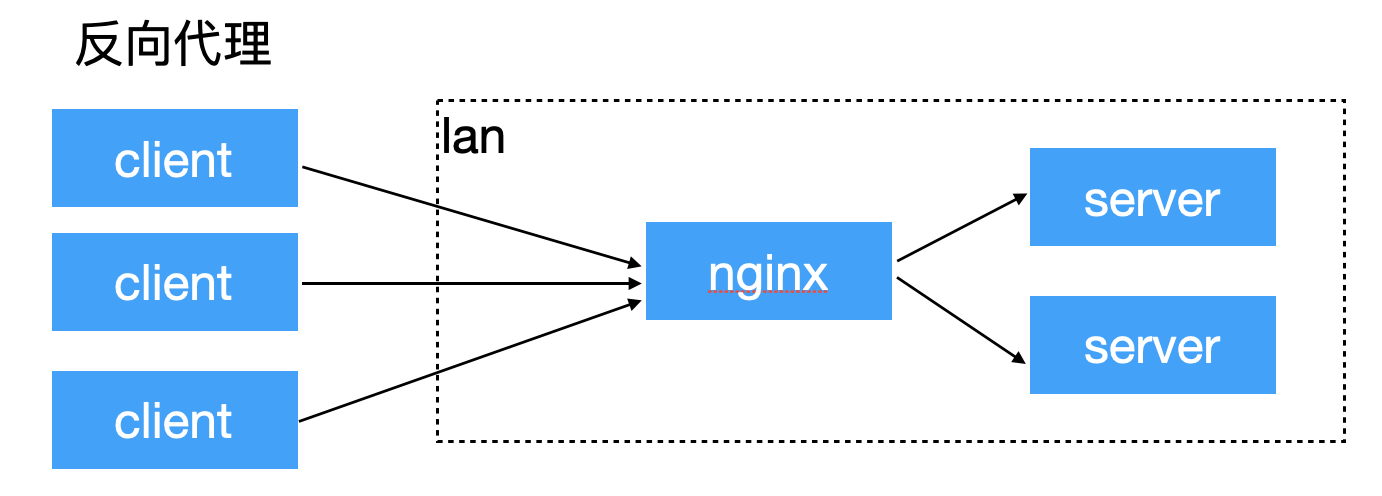 反向代理
client
client
client
lan
nginx
server
server